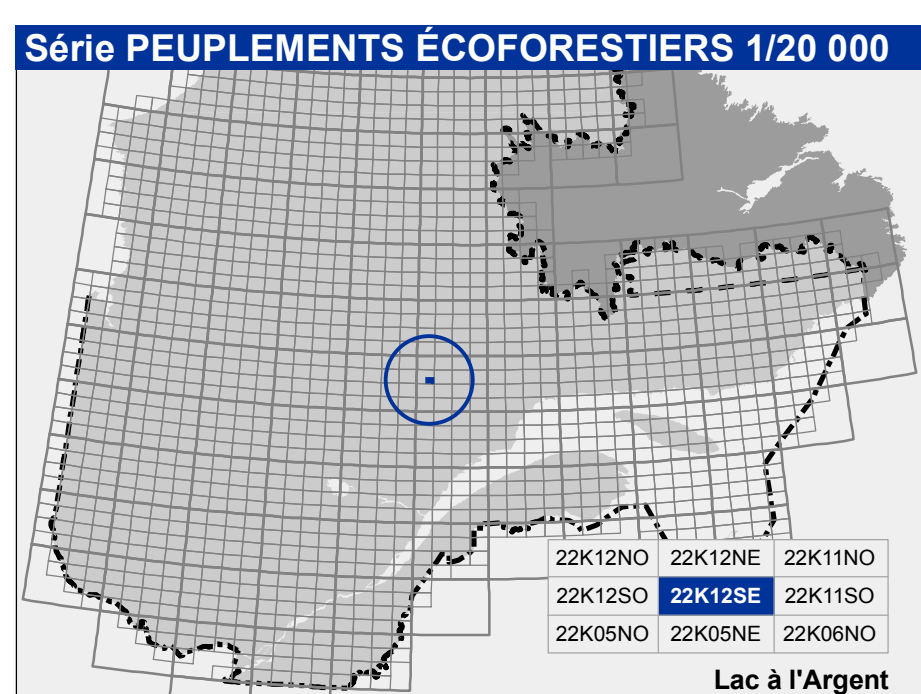 Série PEUPLEMENTS ÉCOFORESTIERS 1/20 000
22K12NO 22K12NE 22K11NO
22K12SO 22K12SE 22K11SO
22K05NO 22K05NE 22K06NO
Lac à l'Argent